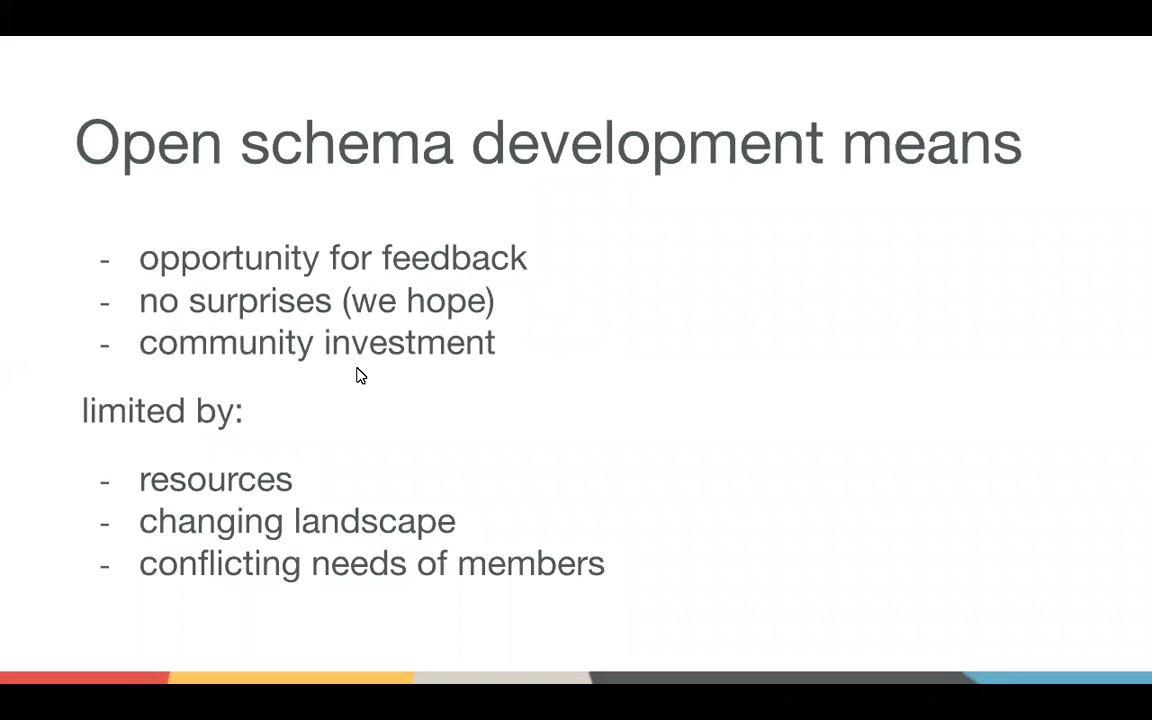 Open schema development means
- opportunity for feedback
- no surprises (we hope)
- community investment
limited by:
- resources
- changing landscape
- conflicting needs of members